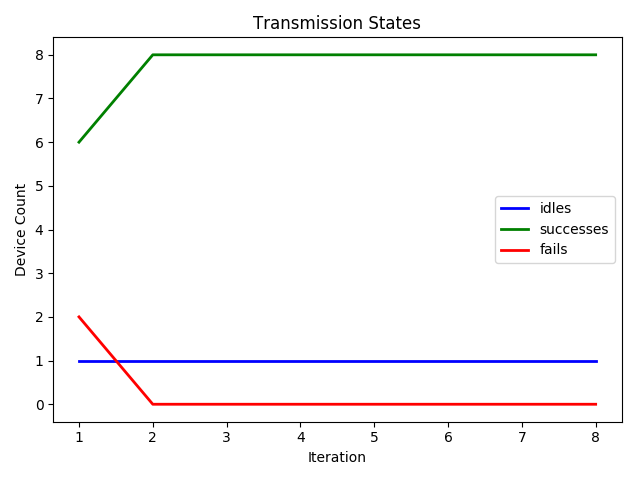 Transmission States
Device Count
8
7
6
5
4
3
2
1
0
idles
successes
fails
1 2 3 4 5 6 7 8
Iteration